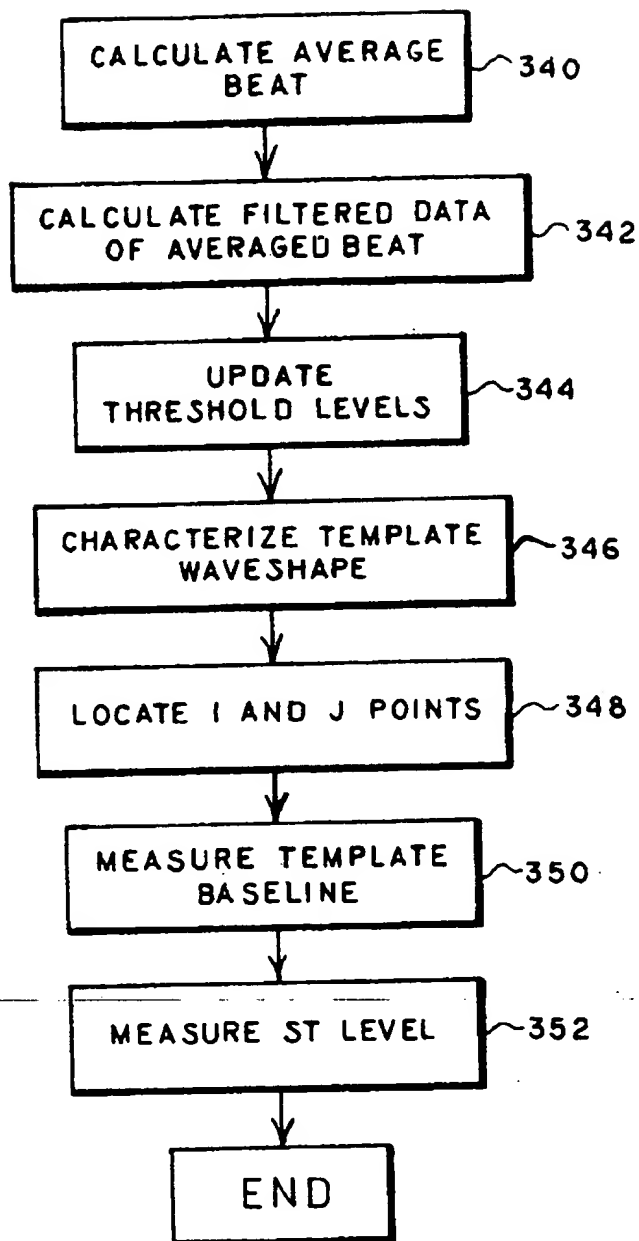 CALCULATE AVERAGE
BEAT
340
CALCULATE FILTERED DATA
OF AVERAGED BEAT
342
UPDATE
THRESHOLD LEVELS
344
CHARACTERIZE TEMPLATE
WAVESHAPE
346
LOCATE I AND J POINTS
348
MEASURE TEMPLATE
BASELINE
350
MEASURE ST LEVEL
352
END